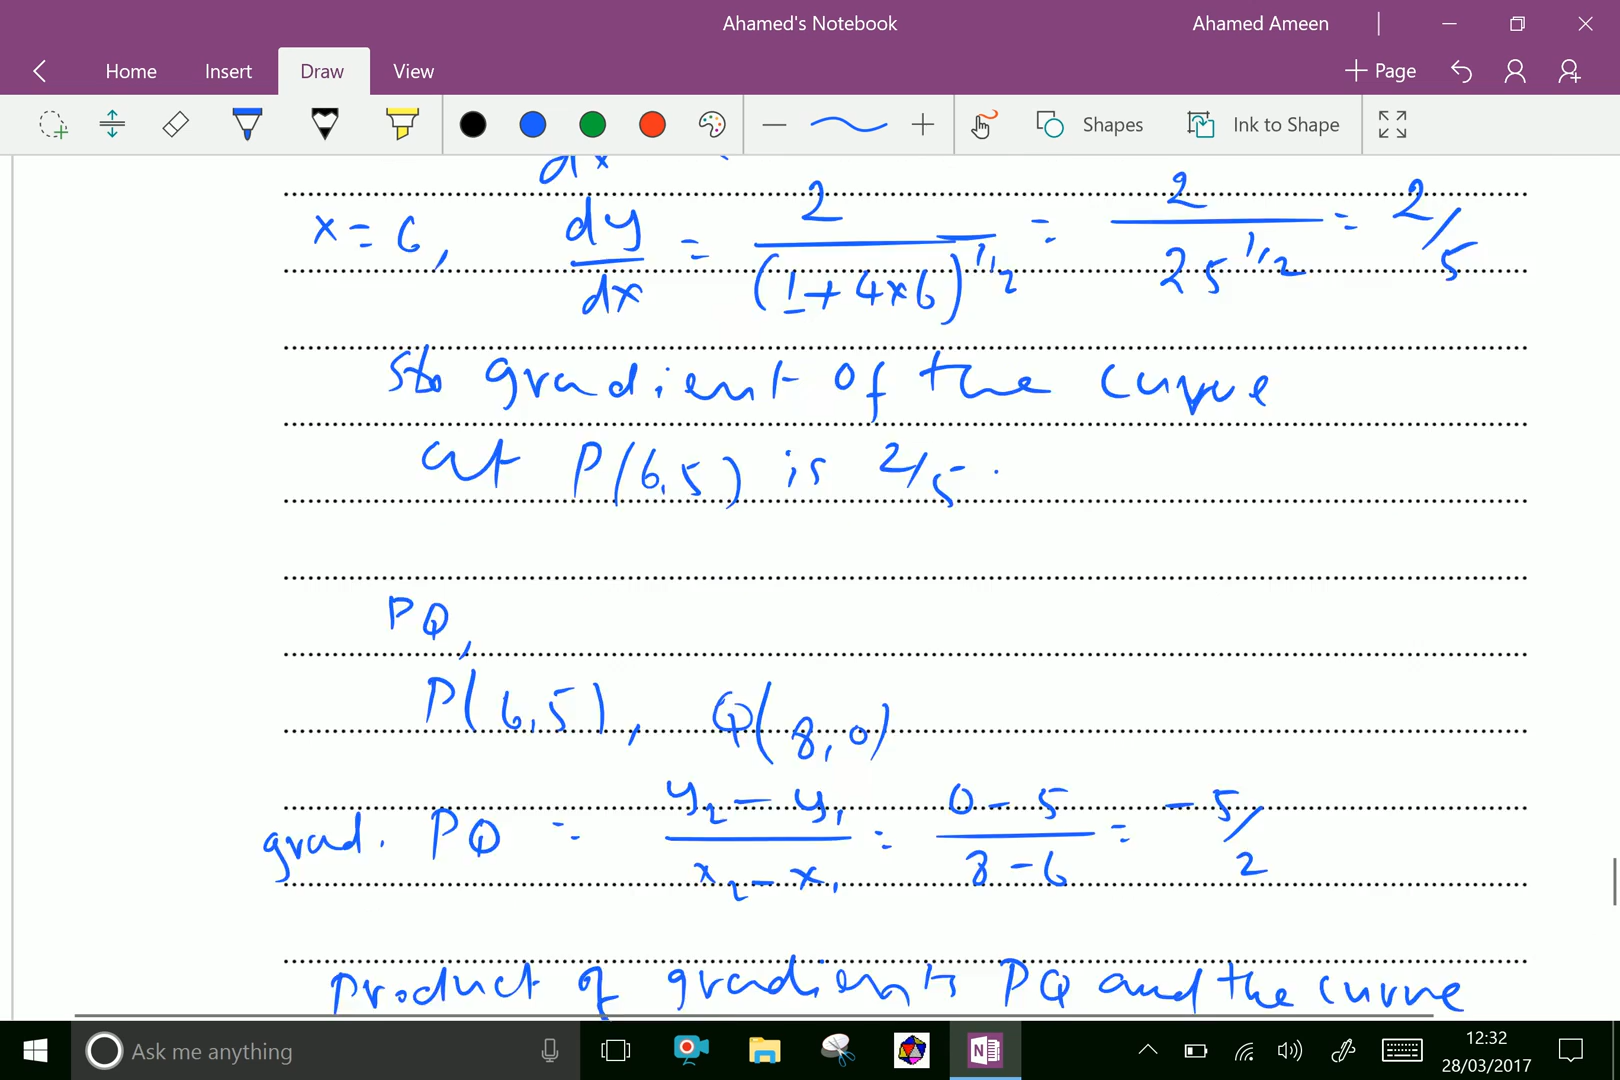 Ahamed's Notebook
Ahamed Ameen
Home Insert Draw View
Page
Shapes Ink to Shape
dx
x = 6, dy/dx = 2/(1+4×6)^1/2 = 2/25^1/2 = 2/5
gradient of the curve
at P(6,5) is 2/5.
PQ,
P(6,5), Q(8,0)
grad. PQ = y₂ - y₁/x₂ - x₁ = 0 - 5/8 - 6 = -5/2
product of gradients PQ and the curve
Ask me anything
12:32
28/03/2017